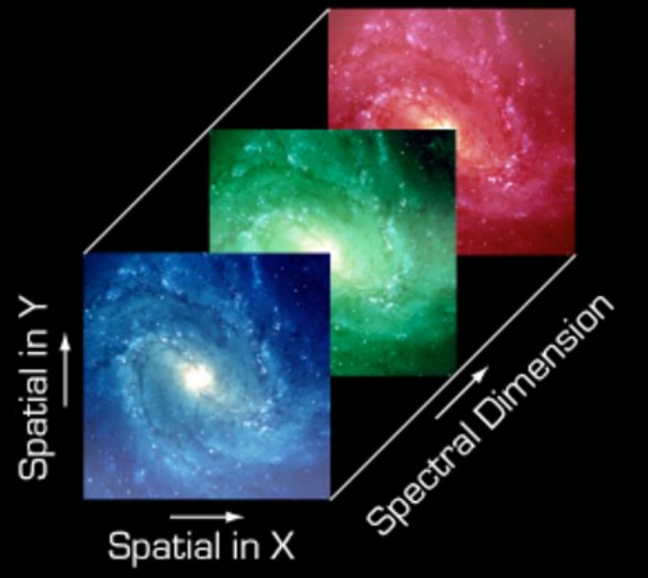 Spatial in Y
Spectral Dimension
Spatial in X